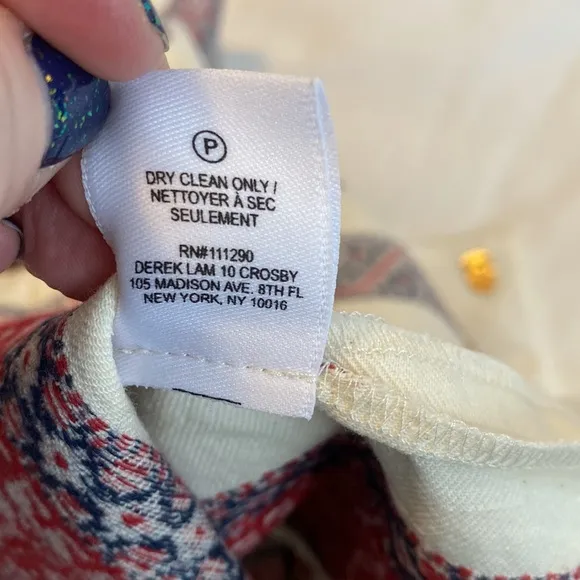 P
DRY CLEAN ONLY /
NETTOYER À SEC
SEULEMENT
RN#111290
DEREK LAM 10 CROSBY
105 MADISON AVE. 8TH FL
NEW YORK, NY 10016